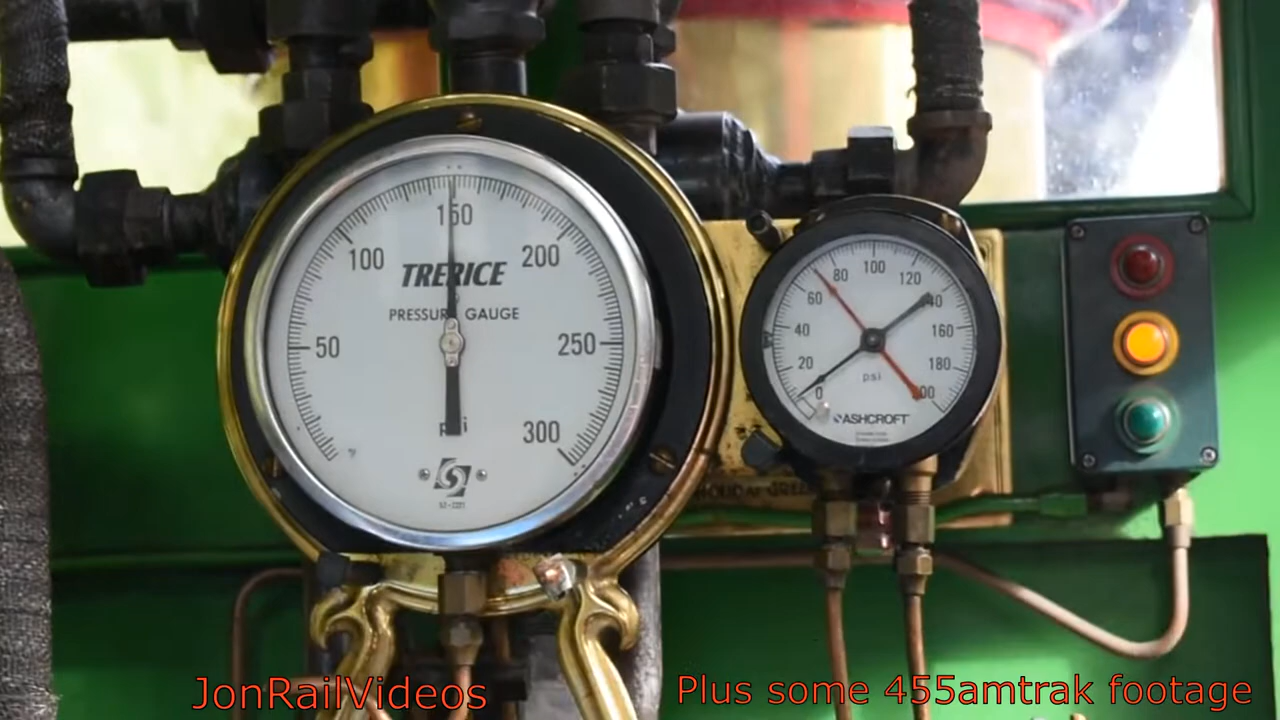 150
100
200
TRERICE
PRESSURE GAUGE
50
250
psi
300
80
100
120
60
140
40
160
20
180
psi
0
200
ASHCROFT
JonRailVideos
Plus some 455amtrak footage